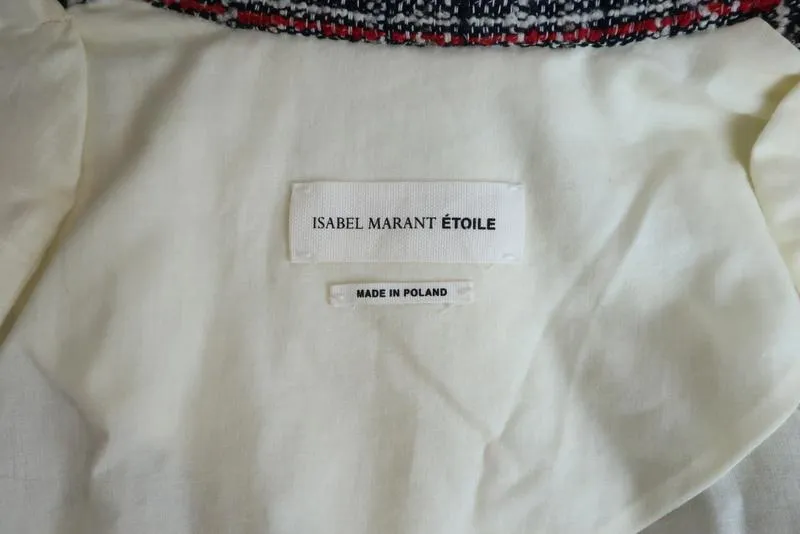 ISABEL MARANT ÉTOILE
MADE IN POLAND